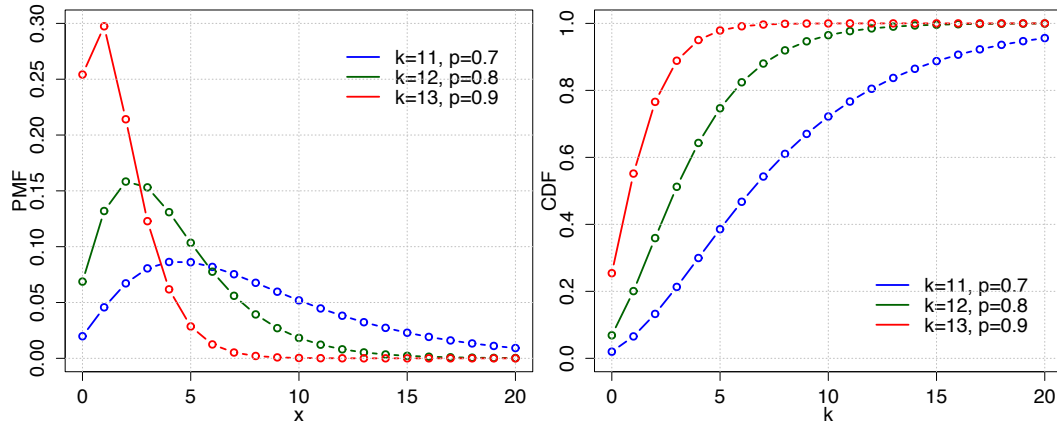 0.30
0.25
0.20
0.15
0.10
0.05
0.00
PMF
k=11, p=0.7
k=12, p=0.8
k=13, p=0.9
0 5 10 15 20
x
1.0
0.8
0.6
0.4
0.2
0.0
CDF
k=11, p=0.7
k=12, p=0.8
k=13, p=0.9
0 5 10 15 20
k